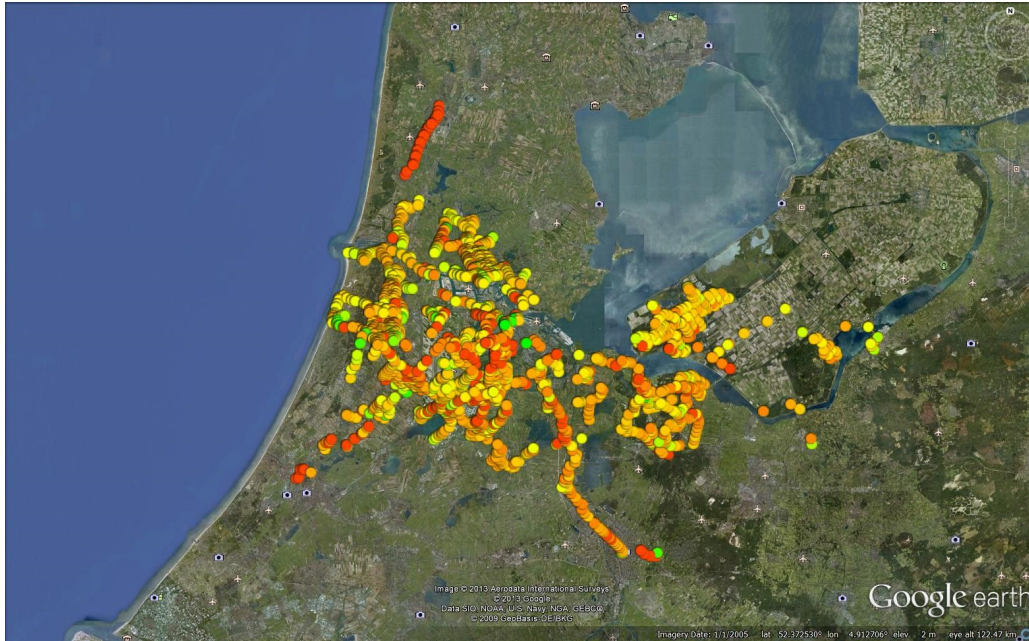 N
Image © 2013 Aerodata International Surveys
© 2013 Google
Data SIO, NOAA, U.S. Navy, NGA, GEBCO
© 2009 GeoBasis-DE/BKG
Google earth
Imagery Date: 1/1/2005 lat 52.372530° lon 4.912706° elev 2 m eye alt 122.47 km